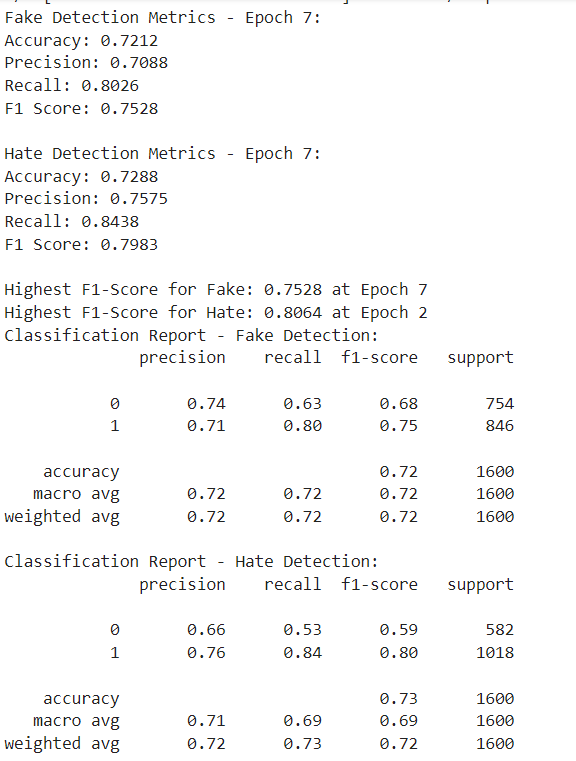 Fake Detection Metrics - Epoch 7:
Accuracy: 0.7212
Precision: 0.7088
Recall: 0.8026
F1 Score: 0.7528
Hate Detection Metrics - Epoch 7:
Accuracy: 0.7288
Precision: 0.7575
Recall: 0.8438
F1 Score: 0.7983
Highest F1-Score for Fake: 0.7528 at Epoch 7
Highest F1-Score for Hate: 0.8064 at Epoch 2
Classification Report - Fake Detection:
precision recall f1-score support
0 0.74 0.63 0.68 754
1 0.71 0.80 0.75 846
accuracy 0.72 1600
macro avg 0.72 0.72 0.72 1600
weighted avg 0.72 0.72 0.72 1600
Classification Report - Hate Detection:
precision recall f1-score support
0 0.66 0.53 0.59 582
1 0.76 0.84 0.80 1018
accuracy 0.73 1600
macro avg 0.71 0.69 0.69 1600
weighted avg 0.72 0.73 0.72 1600